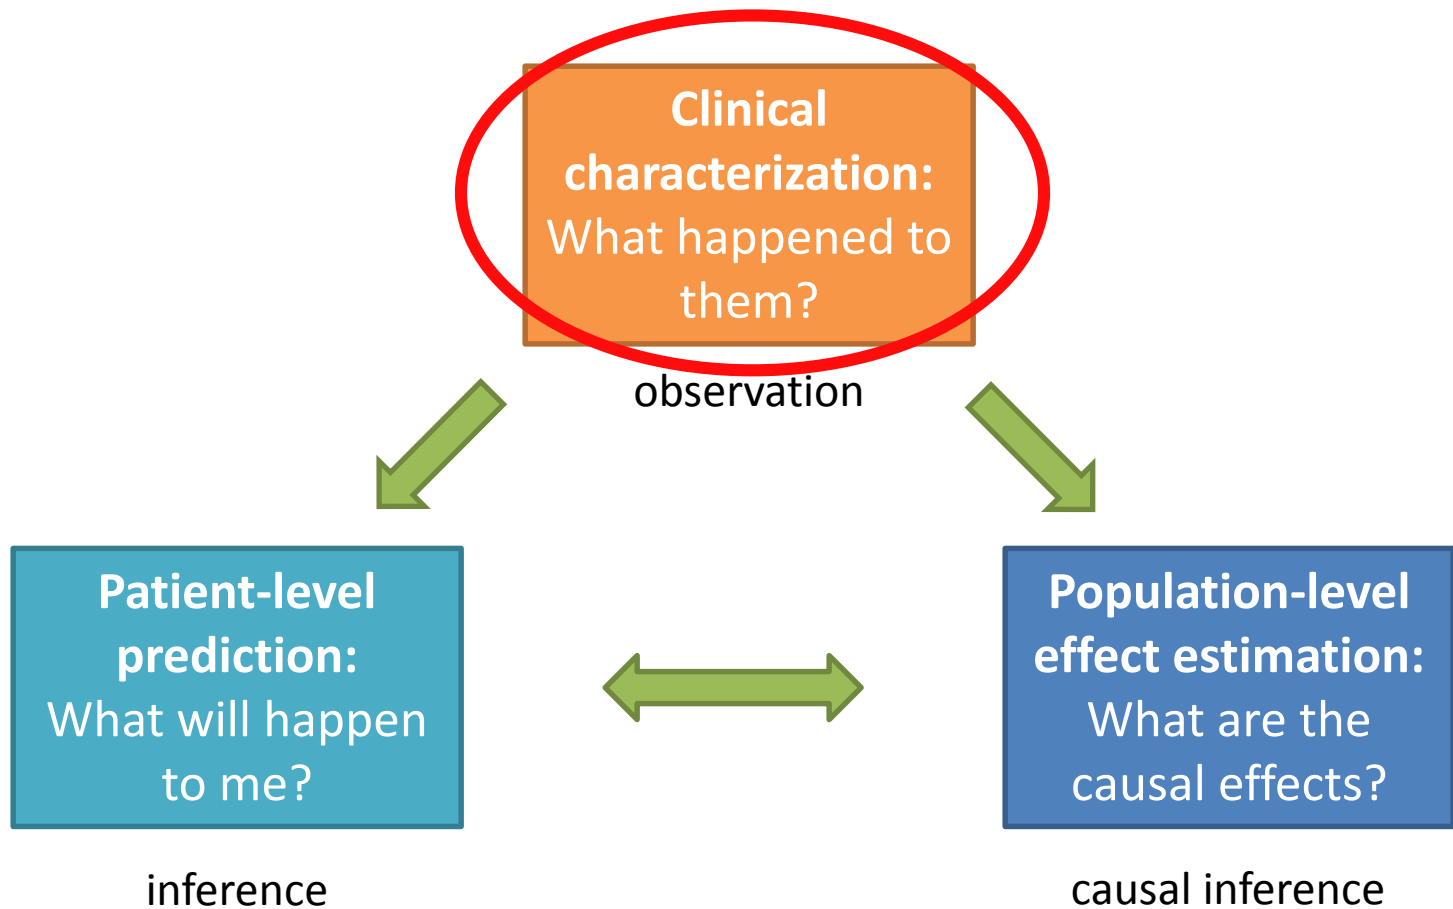 Clinical
characterization:
What happened to
them?
observation
Patient-level
prediction:
What will happen
to me?
inference
Population-level
effect estimation:
What are the
causal effects?
causal inference